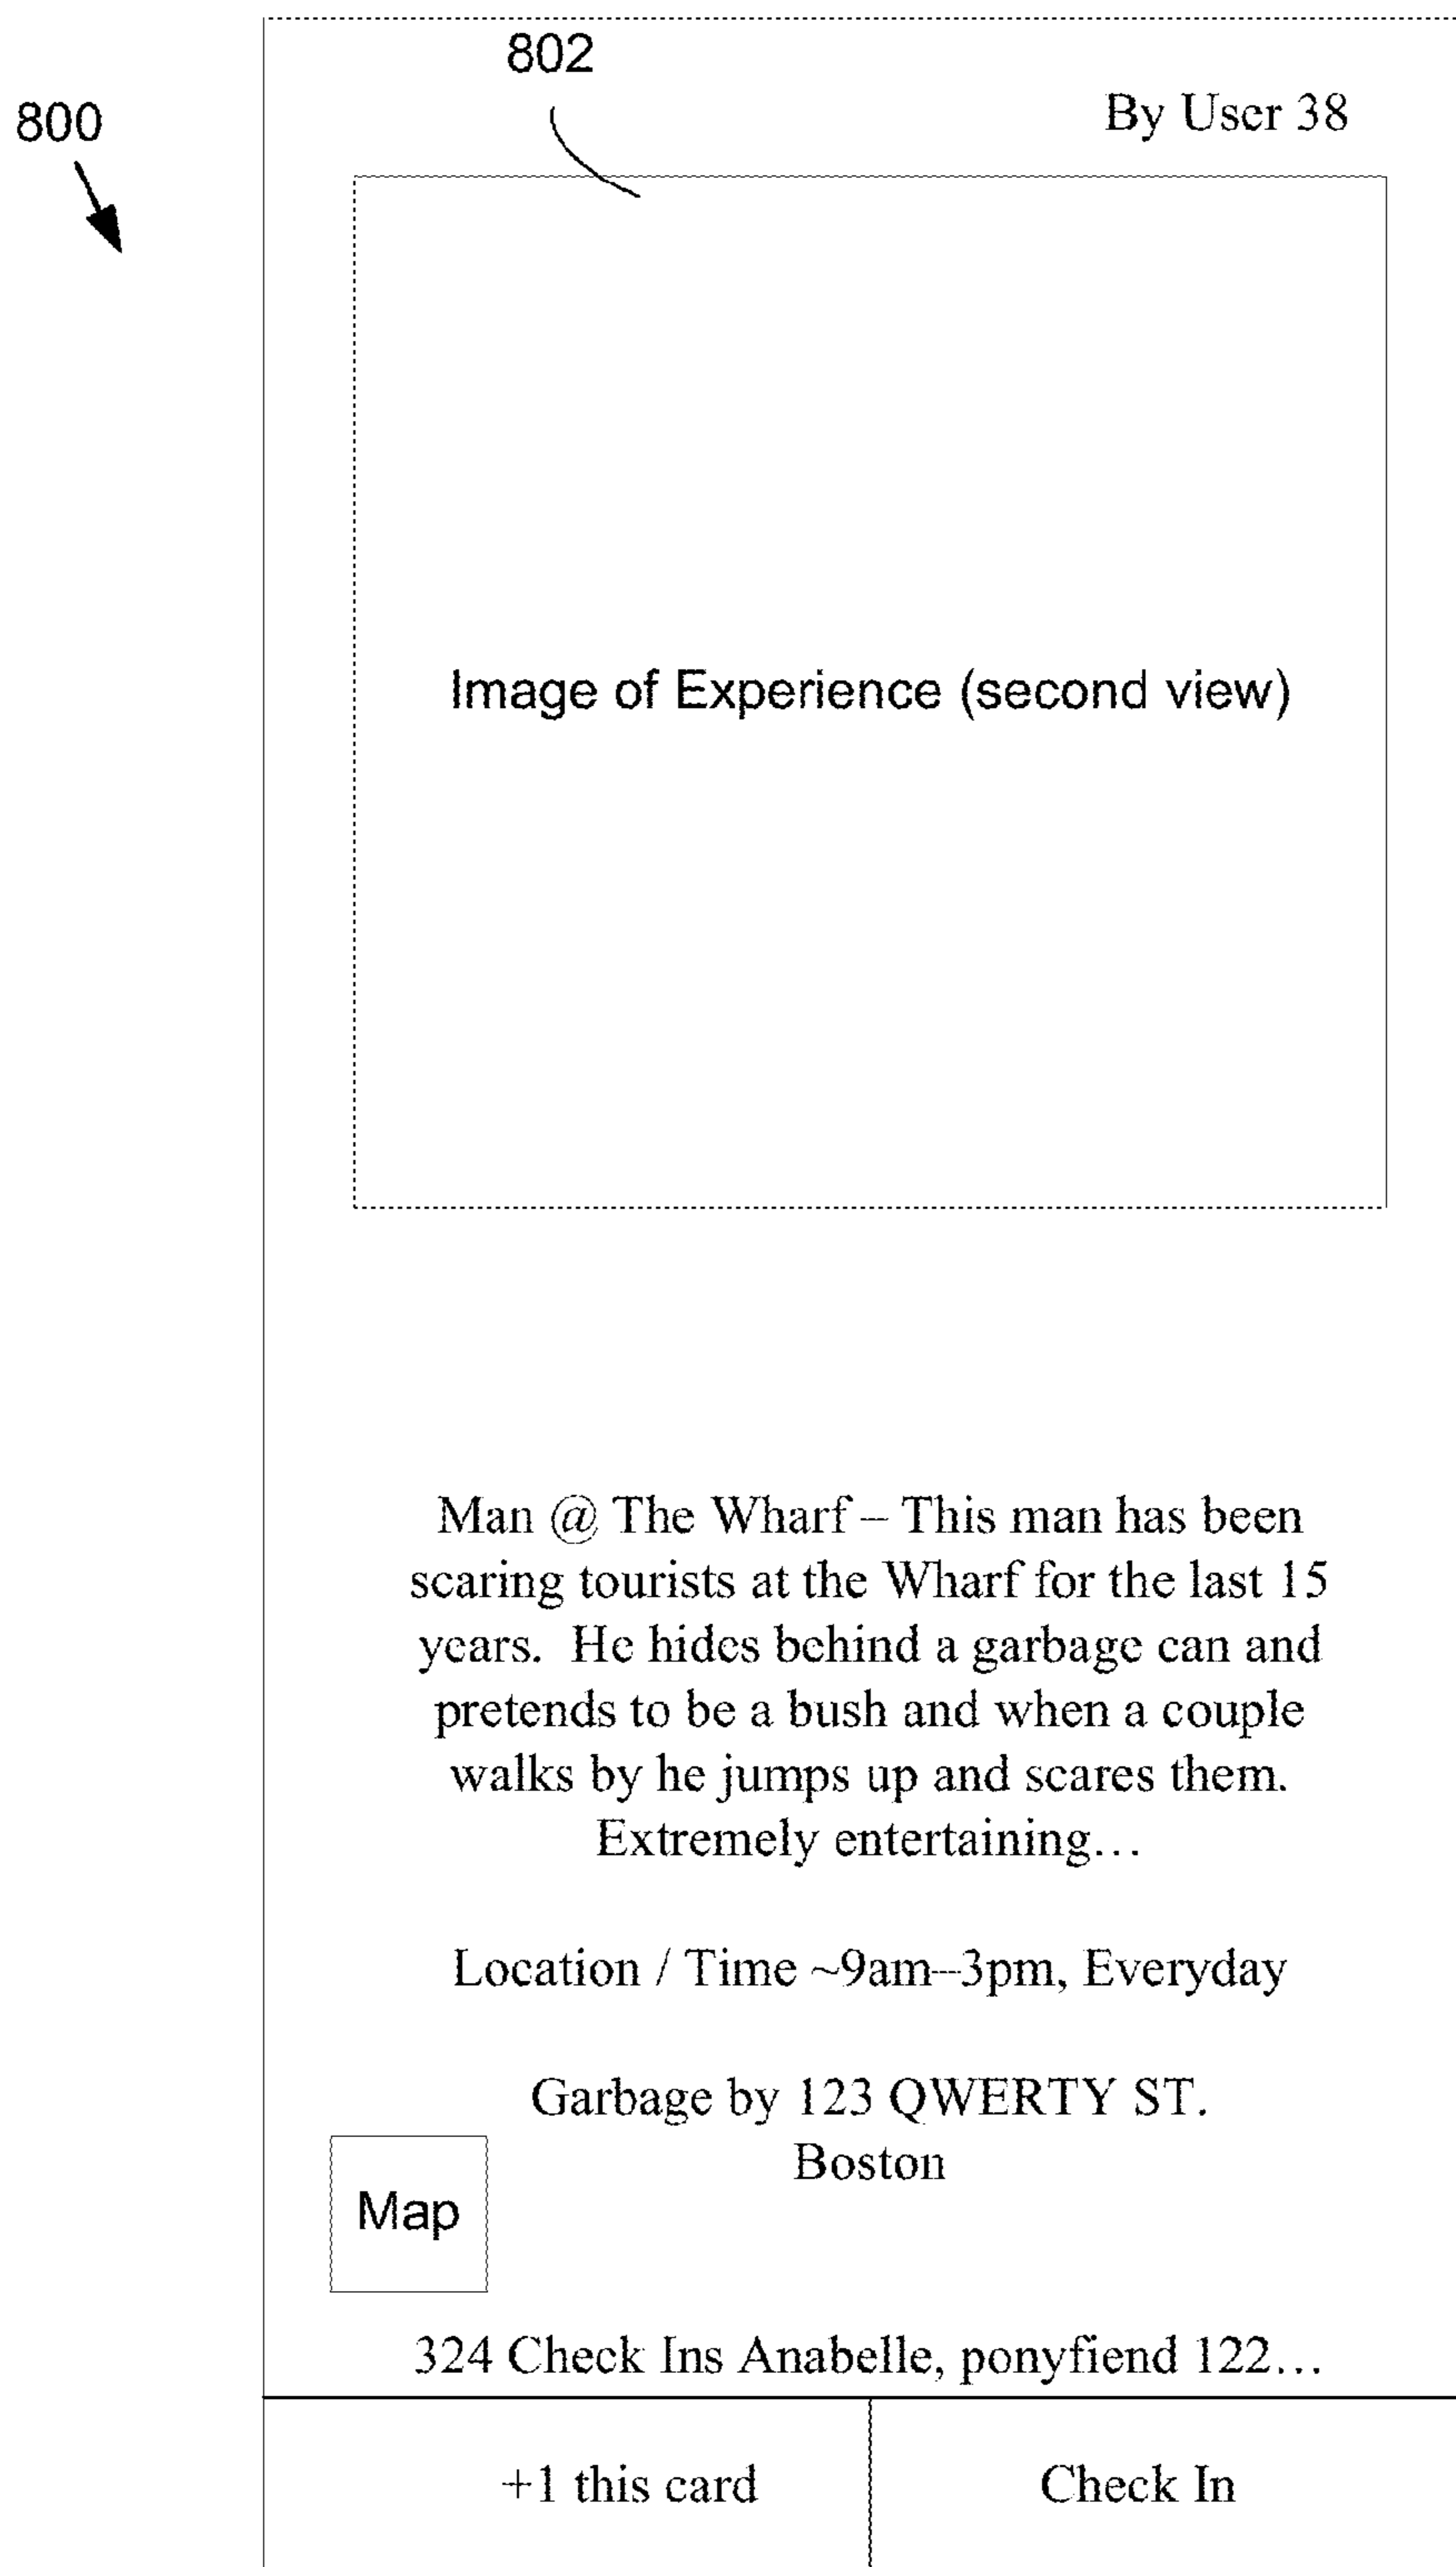 802
800
By User 38
Image of Experience (second view)
Man @ The Wharf – This man has been
scaring tourists at the Wharf for the last 15
years.  He hides behind a garbage can and
pretends to be a bush and when a couple
walks by he jumps up and scares them.
Extremely entertaining…
Location / Time ~9am–3pm, Everyday
Garbage by 123 QWERTY ST.
Boston
Map
324 Check Ins Anabelle, ponyfiend 122…
+1 this card
Check In